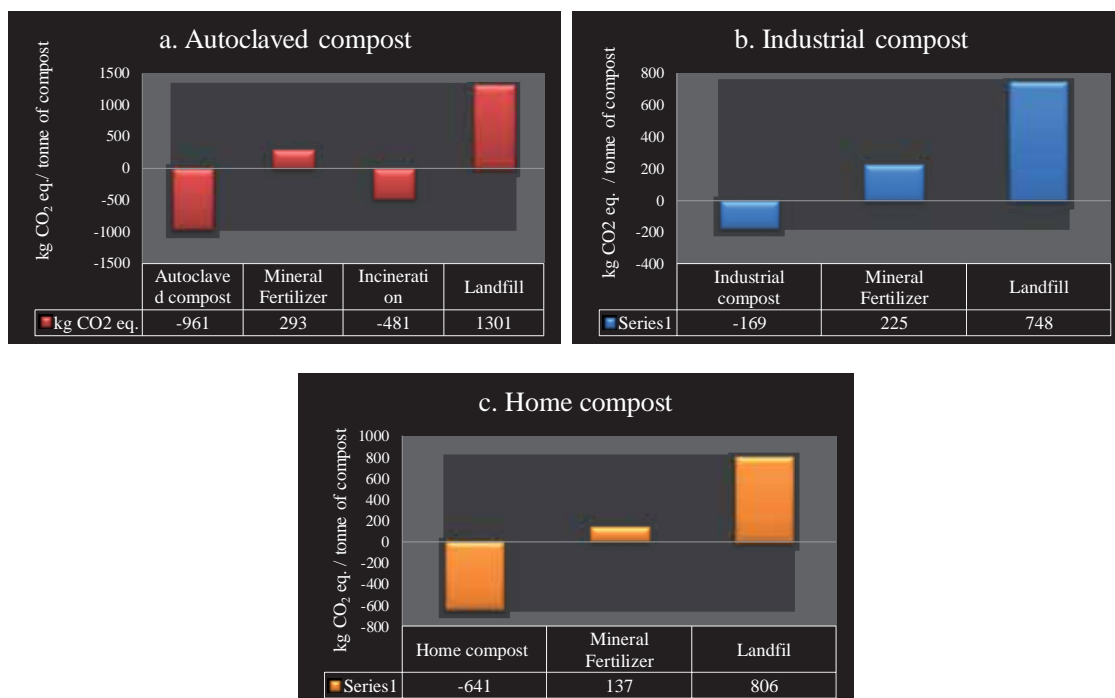 a. Autoclaved compost
kg CO2 eq./ tonne of compost
1500
1000
500
0
-500
-1000
-1500
Autoclave
d compost
Mineral
Fertilizer
Incinerati
on
Landfill
kg CO2 eq. -961 293 -481 1301
b. Industrial compost
kg CO2 eq. / tonne of compost
800
600
400
200
0
-200
-400
Industrial
compost
Mineral
Fertilizer
Landfill
Series1 -169 225 748
c. Home compost
kg CO2 eq. / tonne of compost
1000
800
600
400
200
0
-200
-400
-600
-800
Home compost
Mineral
Fertilizer
Landfil
Series1 -641 137 806